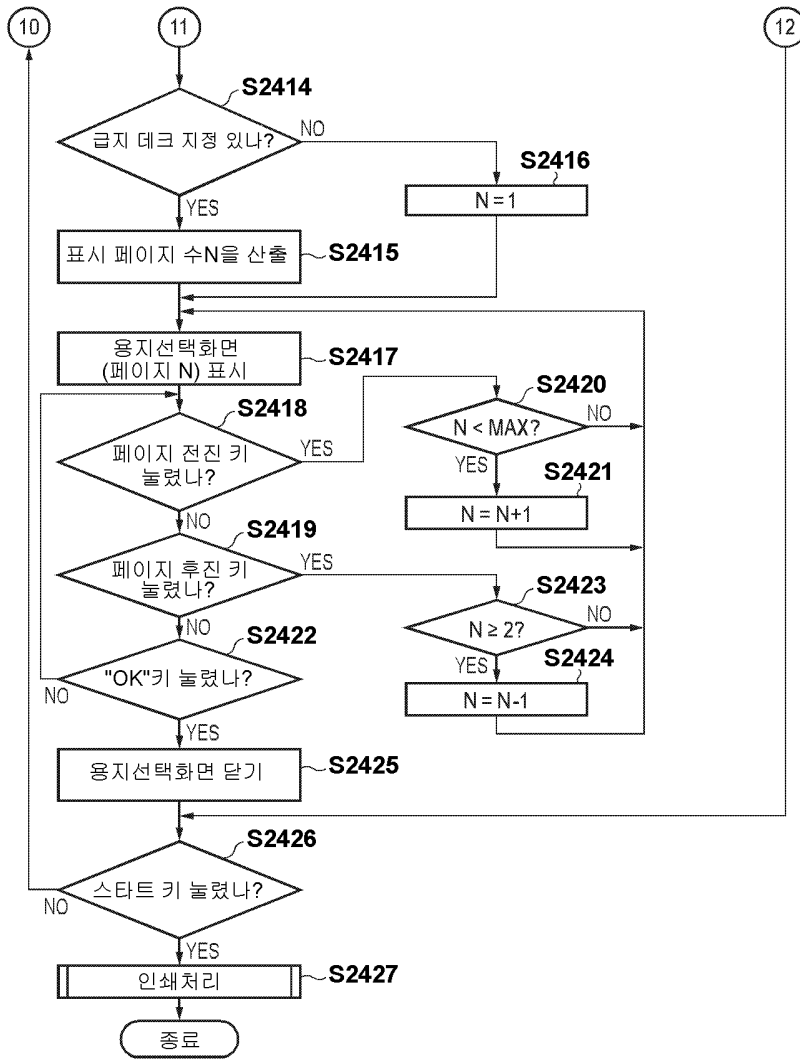 10
11
12
S2414
급지 데크 지정 있나?
NO
S2416
N = 1
YES
표시 페이지 수N을 산출
S2415
용지선택화면
(페이지 N) 표시
S2417
S2418
페이지 전진 키
눌렸나?
YES
S2420
N < MAX?
NO
YES
S2421
N = N+1
NO
S2419
페이지 후진 키
눌렸나?
YES
S2423
N ≥ 2?
NO
YES
S2424
N = N-1
NO
S2422
"OK"키 눌렸나?
NO
YES
용지선택화면 닫기
S2425
S2426
스타트 키 눌렸나?
NO
YES
인쇄처리
S2427
종료